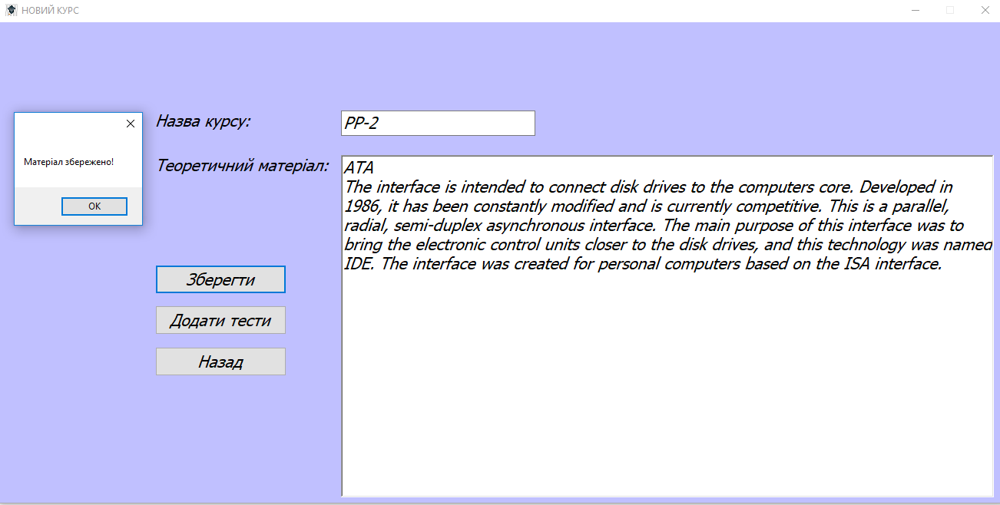 НОВИЙ КУРС
Матеріал збережено!
OK
Назва курсу:
PP-2
Теоретичний матеріал:
ATA
The interface is intended to connect disk drives to the computers core. Developed in
1986, it has been constantly modified and is currently competitive. This is a parallel,
radial, semi-duplex asynchronous interface. The main purpose of this interface was to
bring the electronic control units closer to the disk drives, and this technology was named
IDE. The interface was created for personal computers based on the ISA interface.
Зберегти
Додати тести
Назад